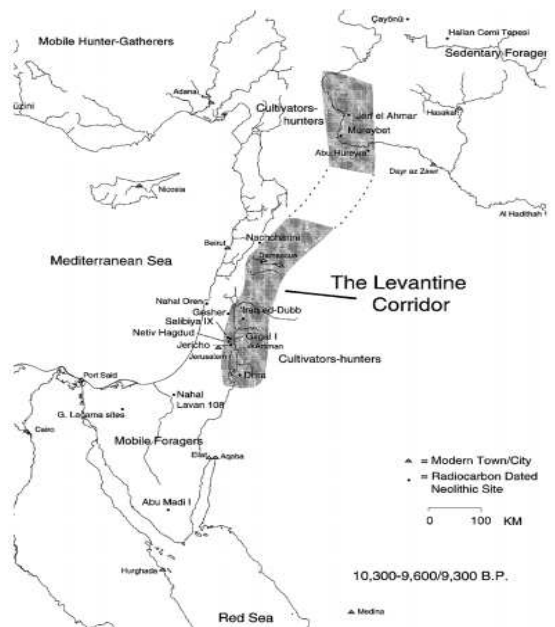 Çayönü
Hallan Cemi Tepesi
Mobile Hunter-Gatherers
Sedentary Forager
Adana
Cultivators-
hunters
Jerf el Ahmar
Hasakah
Mureybet
üzini
Abu Hureyra
Dayr az Zawr
Nicosia
Al Hadithah
Nachcharini
Beirut
Damascus
Mediterranean Sea
The Levantine
Corridor
Nahal Oren
Gesher
Iraq ed-Dubb
Salibiya IX
Netiv Hagdud
Gilgal I
Jericho
Amman
Jerusalem
Cultivators-hunters
Dhra
Port Said
Nahal
Lavan 108
G. Lagama sites
Cairo
Mobile Foragers
Elat
Aqaba
= Modern Town/City
= Radiocarbon Dated
Neolithic Site
Abu Madi I
0 100 KM
Hurghada
10,300-9,600/9,300 B.P.
Medina
Red Sea